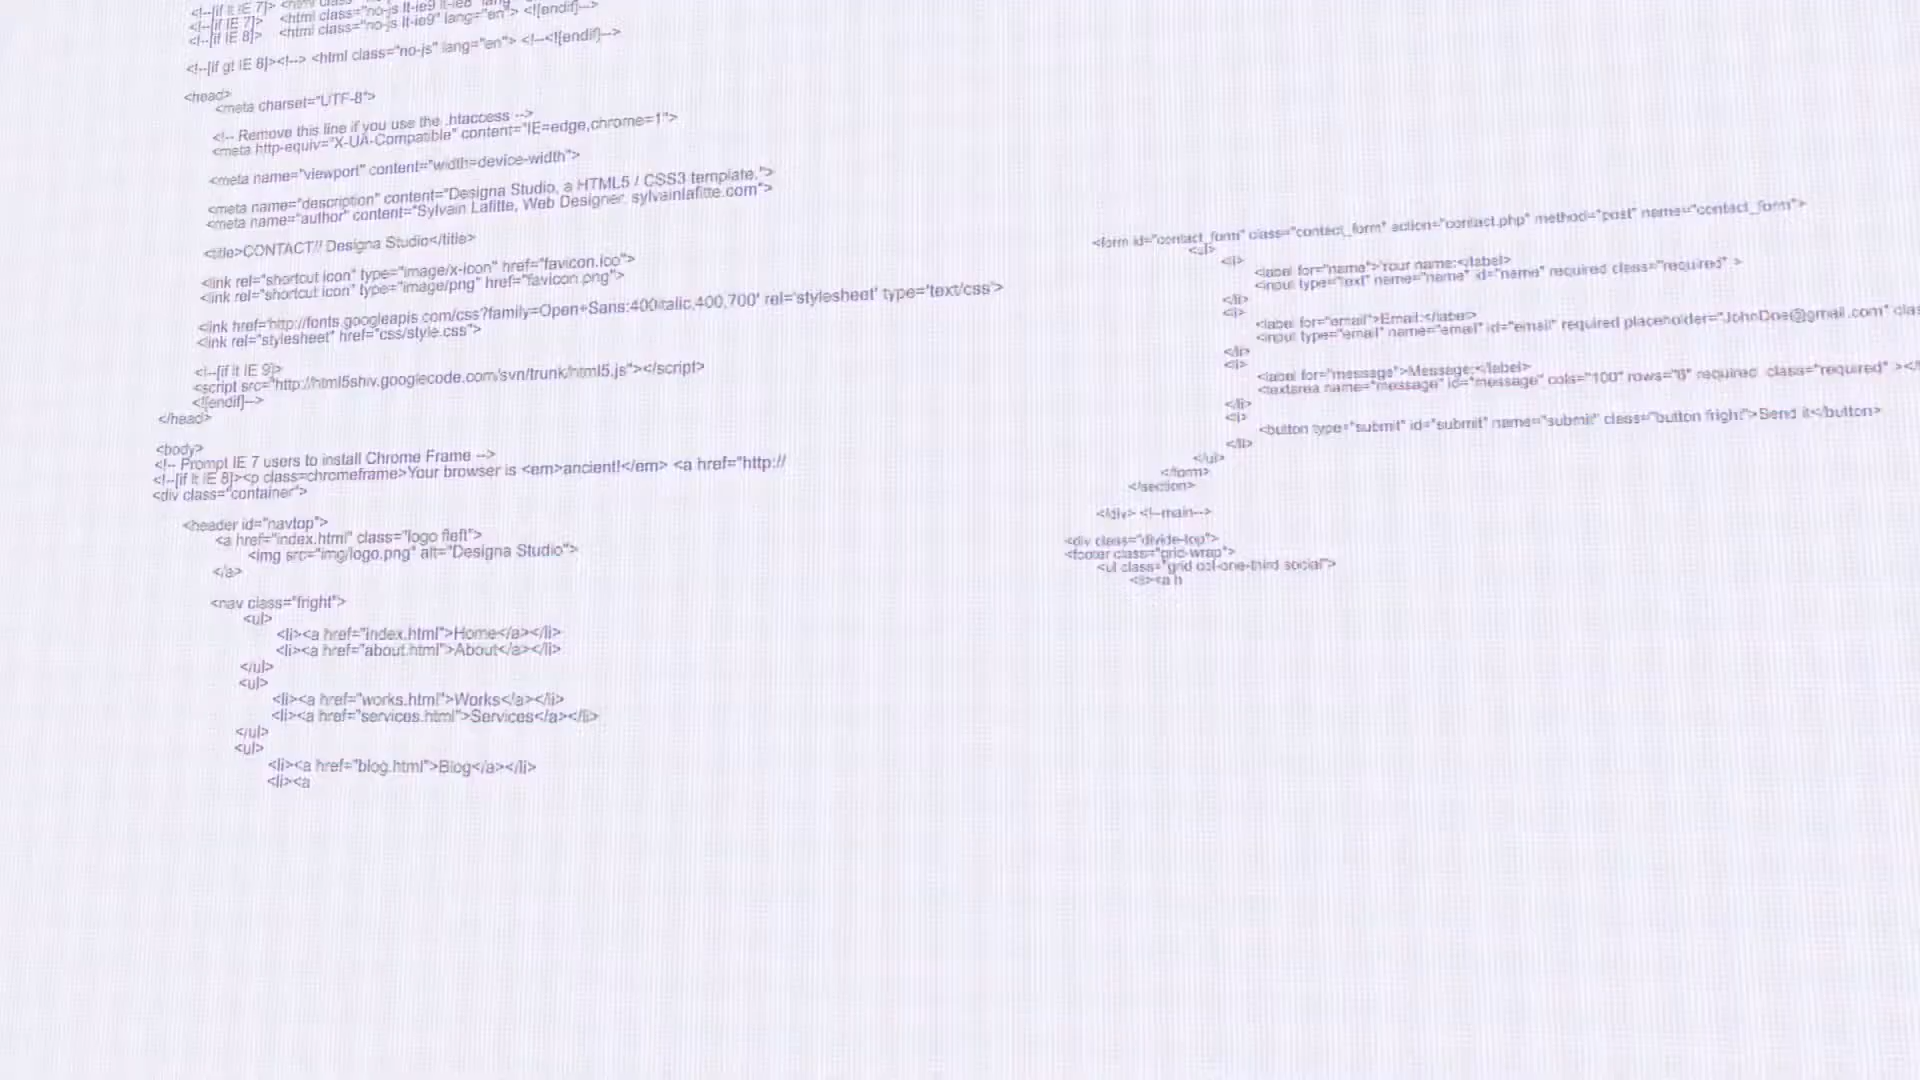 <!--[if lt IE 7]> <html class="no-js lt-ie9 lt-ie8
<!--[if IE 7]> <html class="no-js lt-ie9 lt-ie8" lang="en"> <![endif]-->
<!--[if IE 8]> <html class="no-js lt-ie9" lang="en"> <![endif]-->
<!--[if gt IE 8]><!--> <html class="no-js" lang="en"> <!--<![endif]-->
<head>
<meta charset="UTF-8">
<!-- Remove this line if you use the .htaccess -->
<meta http-equiv="X-UA-Compatible" content="IE=edge,chrome=1">
<meta name="viewport" content="width=device-width">
<meta name="description" content="Designa Studio, a HTML5 / CSS3 template.">
<meta name="author" content="Sylvain Lafitte, Web Designer, sylvainlafitte.com">
<title>CONTACT// Designa Studio</title>
<link rel="shortcut icon" type="image/x-icon" href="favicon.ico">
<link rel="shortcut icon" type="image/png" href="favicon.png">
<link href='http://fonts.googleapis.com/css?family=Open+Sans:400italic,400,700' rel='stylesheet' type='text/css'>
<link rel="stylesheet" href="css/style.css">
<!--[if lt IE 9]>
<script src="http://html5shiv.googlecode.com/svn/trunk/html5.js"></script>
<![endif]-->
</head>
<body>
<!-- Prompt IE 7 users to install Chrome Frame -->
<!--[if lt IE 8]><p class=chromeframe>Your browser is <em>ancient!</em> <a href="http://
<div class="container">
<header id="navtop">
<a href="index.html" class="logo fleft">
<img src="img/logo.png" alt="Designa Studio">
</a>
<nav class="fright">
<ul>
<li><a href="index.html">Home</a></li>
<li><a href="about.html">About</a></li>
</ul>
<ul>
<li><a href="works.html">Works</a></li>
<li><a href="services.html">Services</a></li>
</ul>
<ul>
<li><a href="blog.html">Blog</a></li>
<li><a
<form id="contact_form" class="contact_form" action="contact.php" method="post" name="contact_form">
<ul>
<li>
<label for="name">Your name:</label>
<input type="text" name="name" id="name" required class="required" >
</li>
<li>
<label for="email">Email:</label>
<input type="email" name="email" id="email" required placeholder="JohnDoe@gmail.com"
</li>
<li>
<label for="message">Message:</label>
<textarea name="message" id="message" cols="100" rows="6" required class="required" ></
</li>
<li>
<button type="submit" id="submit" name="submit" class="button fright">Send it</button>
</li>
</ul>
</form>
</section>
</div> <!--main-->
<div class="divide-top">
<footer class="grid-wrap">
<ul class="grid col-one-third social">
<li><a h